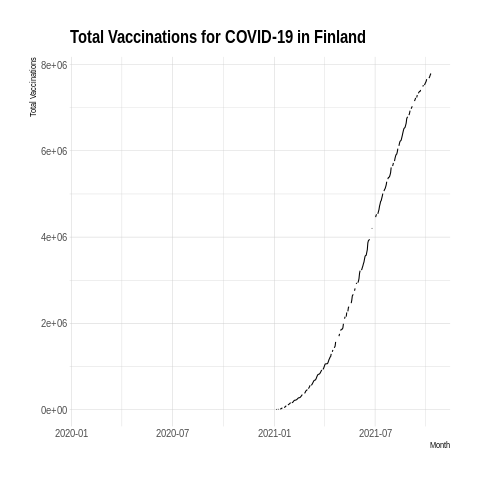 Total Vaccinations for COVID-19 in Finland
Total Vaccinations
8e+06
6e+06
4e+06
2e+06
0e+00
2020-01
2020-07
2021-01
2021-07
Month